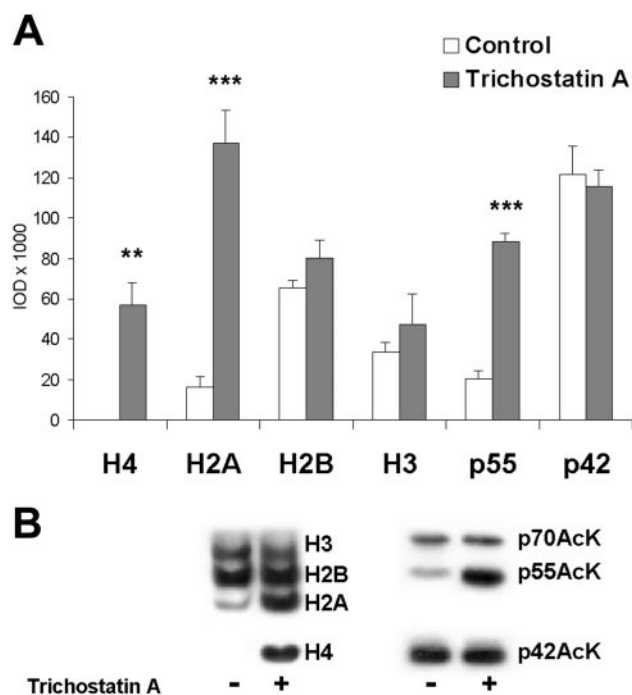 A
Control
Trichostatin A
160
140
120
100
80
60
40
20
0
IOD x 1000
**
***
***
H4 H2A H2B H3 p55 p42
B
H3
H2B
H2A
H4
p70AcK
p55AcK
p42AcK
Trichostatin A - + - +